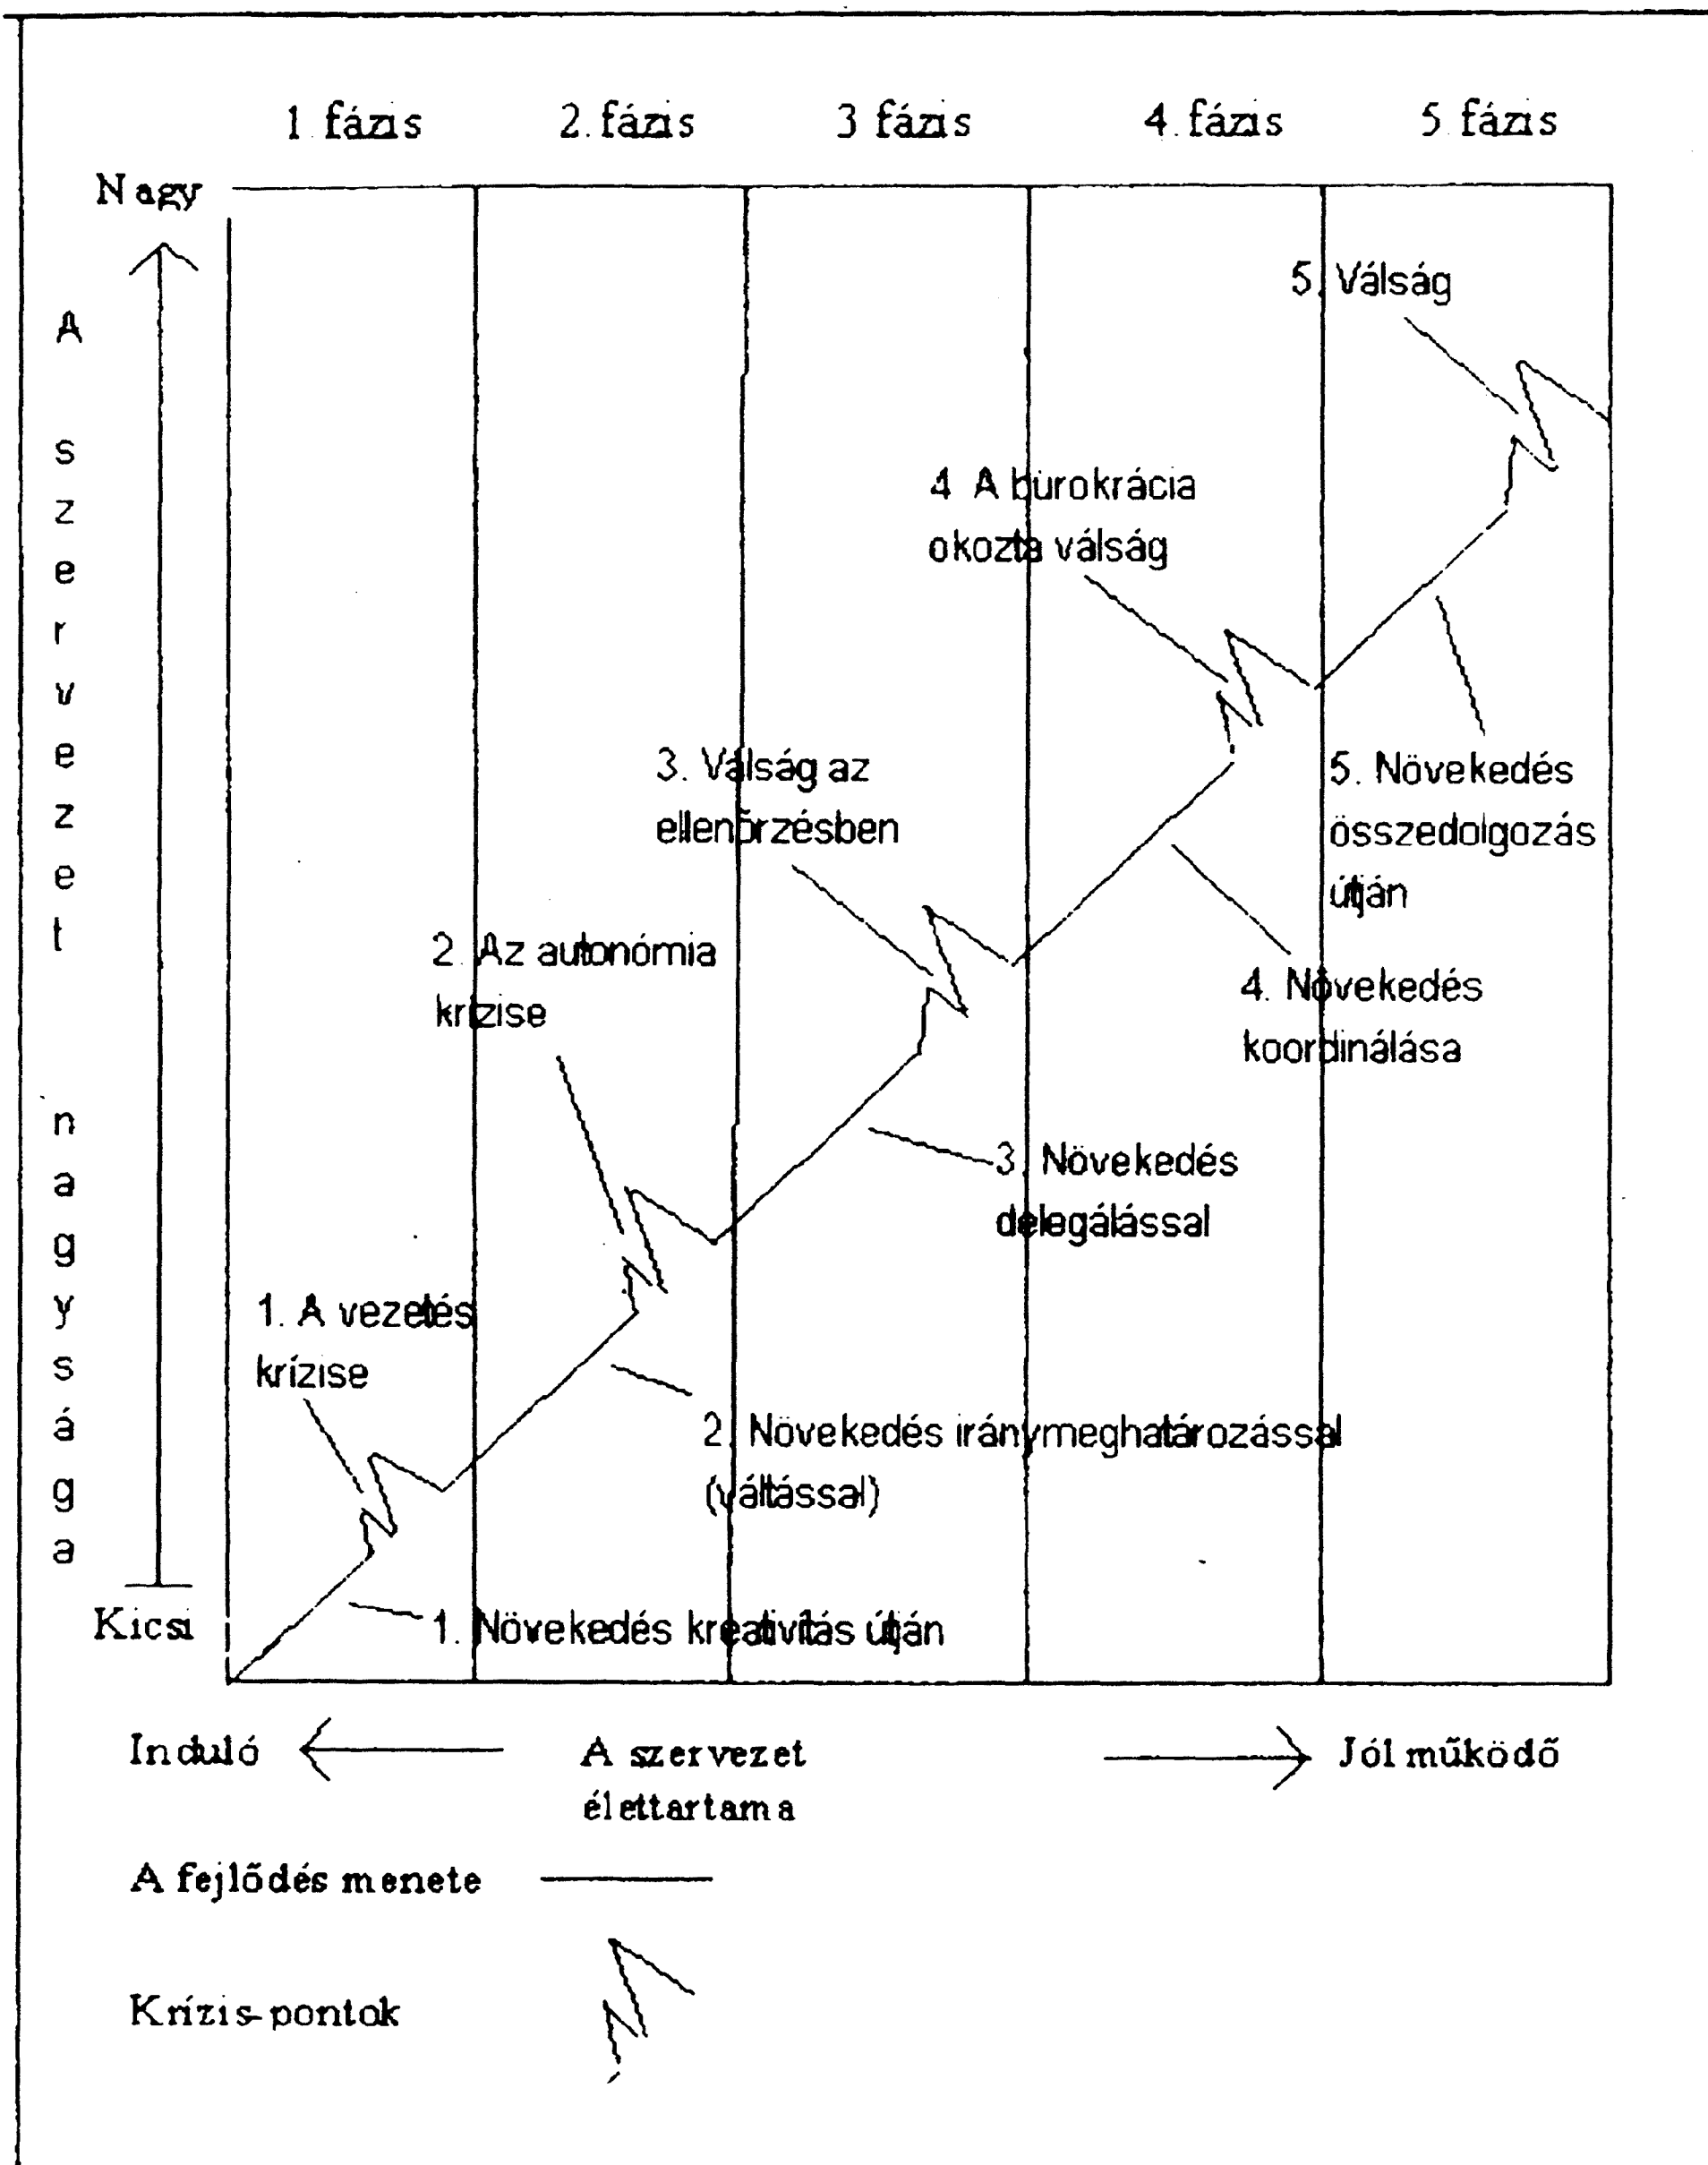 1. fázis 2. fázis 3 fázis 4. fázis 5. fázis
Nagy
A szervezet nagysága
5. Válság
4 A bürokrácia
okozta válság
3. Válság az
ellenőrzésben
5. Növekedés
összedolgozás
útján
2. Az autonómia
krízise
4. Növekedés
koordinálása
3. Növekedés
delegálással
1. A vezetés
krízise
2. Növekedés iránymeghatározással
(váltással)
1. Növekedés kreativitás útján
Kicsi
Induló A szervezet Jól működő
élettartama
A fejlődés menete
Krízis-pontok